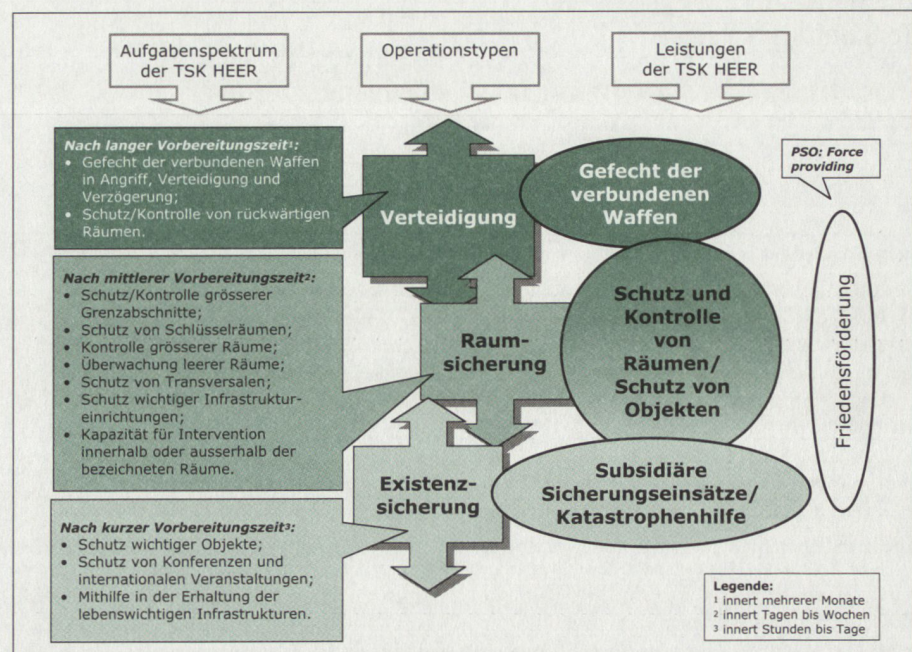 Aufgabenspektrum
der TSK HEER
Operationstypen
Leistungen
der TSK HEER
Nach langer Vorbereitungszeit¹:
• Gefecht der verbundenen Waffen
in Angriff, Verteidigung und
Verzögerung;
• Schutz/Kontrolle von rückwärtigen
Räumen.
Verteidigung
Gefecht der
verbundenen
Waffen
PSO: Force
providing
Nach mittlerer Vorbereitungszeit²:
• Schutz/Kontrolle grösserer
Grenzabschnitte;
• Schutz von Schlüsselräumen;
• Kontrolle grösserer Räume;
• Überwachung leerer Räume;
• Schutz von Transversalen;
• Schutz wichtiger Infrastruktur-
einrichtungen;
• Kapazität für Intervention
innerhalb oder ausserhalb der
bezeichneten Räume.
Raum-
sicherung
Schutz und
Kontrolle
von
Räumen/
Schutz von
Objekten
Friedensförderung
Nach kurzer Vorbereitungszeit³:
• Schutz wichtiger Objekte;
• Schutz von Konferenzen und
internationalen Veranstaltungen;
• Mithilfe in der Erhaltung der
lebenswichtigen Infrastrukturen.
Existenz-
sicherung
Subsidiäre
Sicherungseinsätze/
Katastrophenhilfe
Legende:
¹ innert mehrerer Monate
² innert Tagen bis Wochen
³ innert Stunden bis Tage